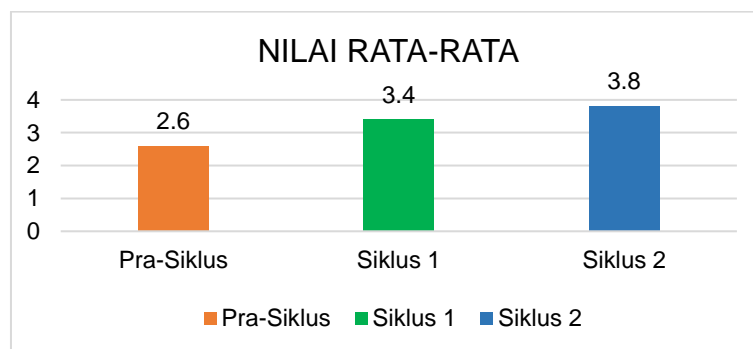 NILAI RATA-RATA
4
3
2
1
0
2.6
3.4
3.8
Pra-Siklus Siklus 1 Siklus 2
Pra-Siklus Siklus 1 Siklus 2